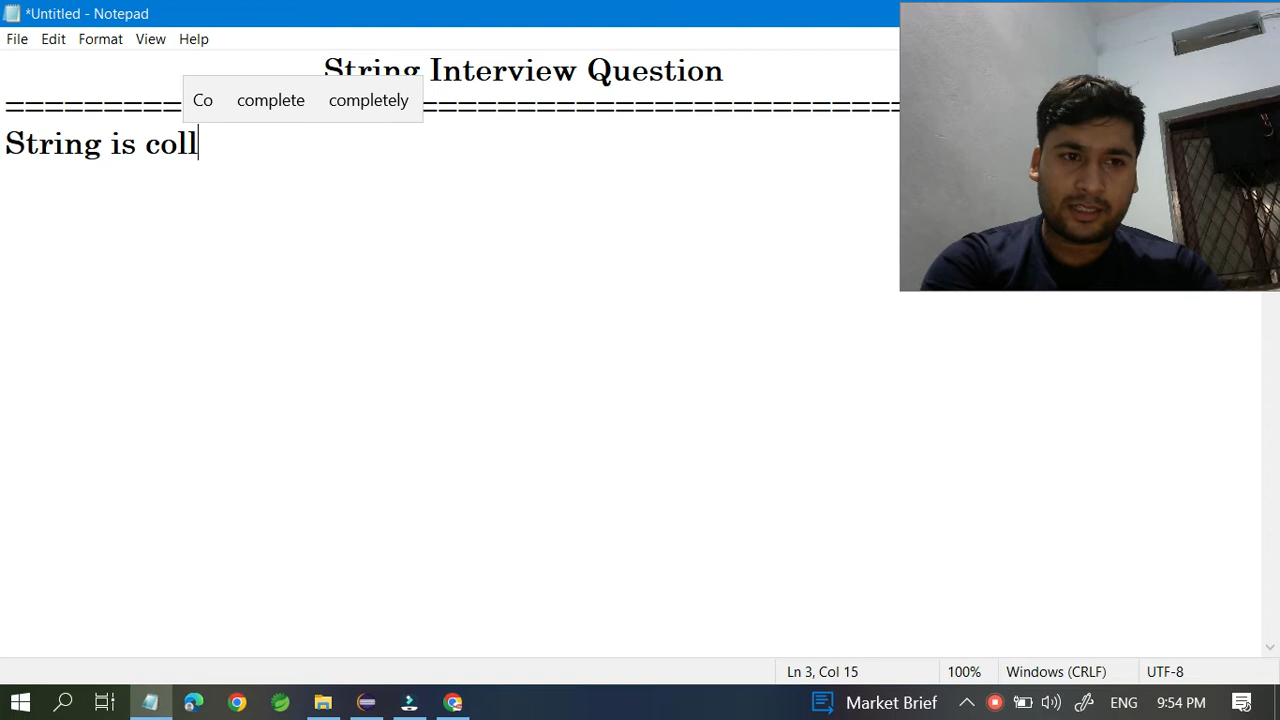 *Untitled - Notepad
File Edit Format View Help
String Interview Question
Co complete completely
String is coll
Ln 3, Col 15 100% Windows (CRLF) UTF-8
Market Brief ENG 9:54 PM